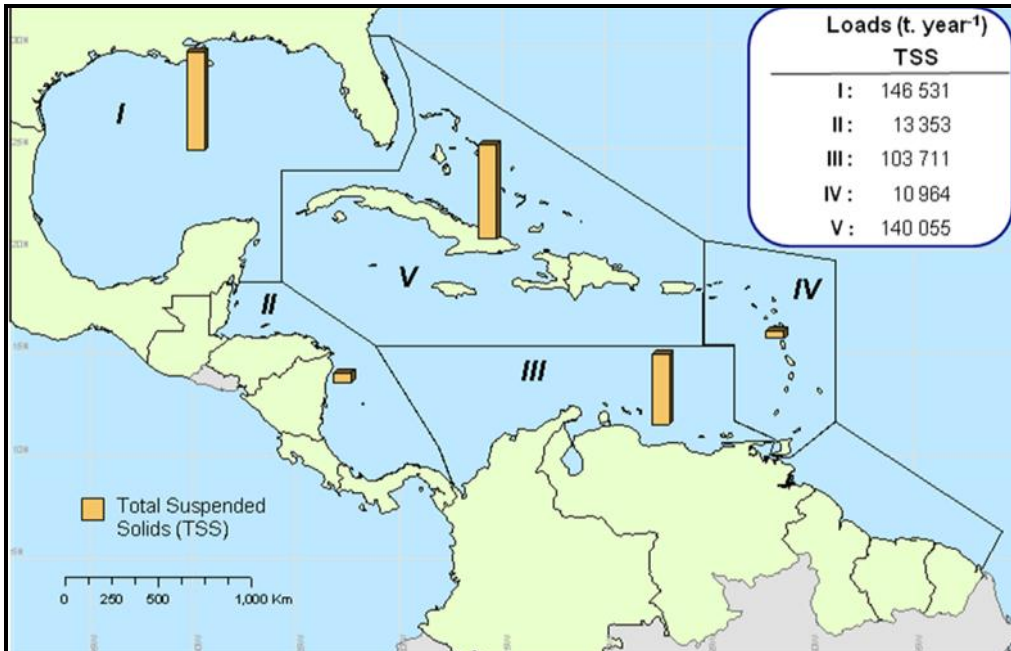 Loads (t. year-1)
TSS
I : 146 531
II : 13 353
III : 103 711
IV : 10 964
V : 140 055
I
II
III
IV
V
Total Suspended
Solids (TSS)
0 250 500 1,000 Km